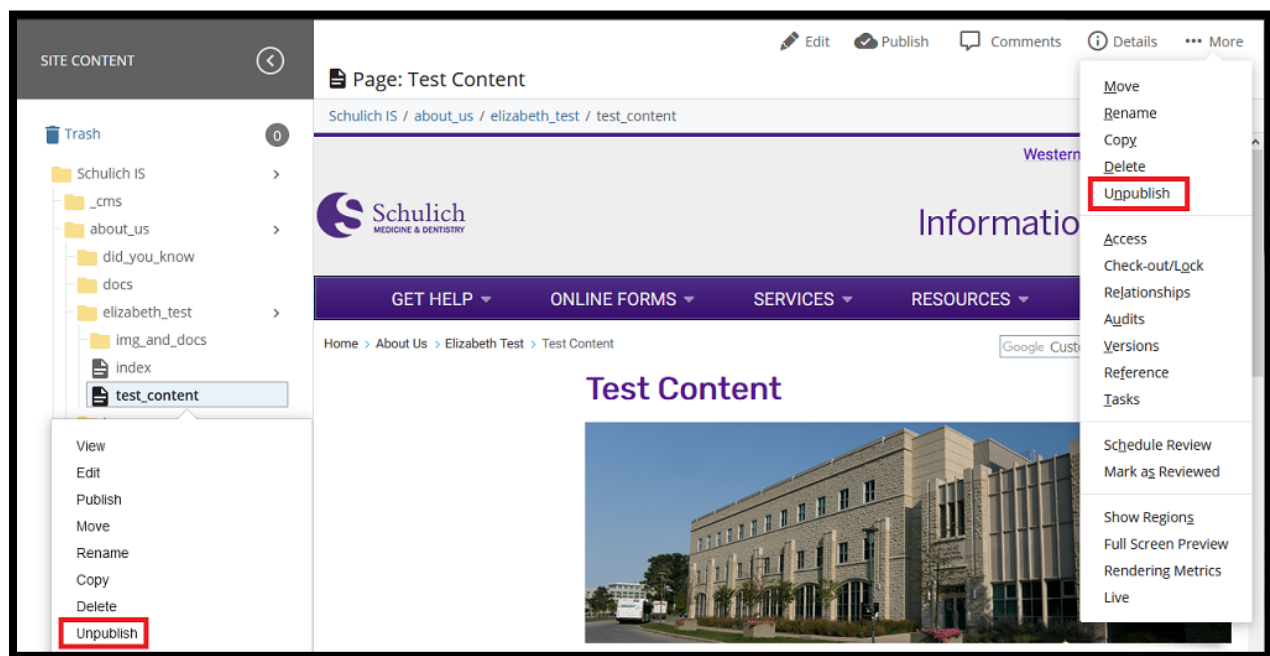 SITE CONTENT
Edit Publish Comments Details ••• More
Page: Test Content
Schulich IS / about_us / elizabeth_test / test_content
Trash 0
Schulich IS
_cms
about_us
did_you_know
docs
elizabeth_test
img_and_docs
index
test_content
View
Edit
Publish
Move
Rename
Copy
Delete
Unpublish
Western
Schulich
MEDICINE & DENTISTRY
Informatio
GET HELP ONLINE FORMS SERVICES RESOURCES
Home > About Us > Elizabeth Test > Test Content
Google Cust
Test Content
Move
Rename
Copy
Delete
Unpublish
Access
Check-out/Lock
Relationships
Audits
Versions
Reference
Tasks
Schedule Review
Mark as Reviewed
Show Regions
Full Screen Preview
Rendering Metrics
Live